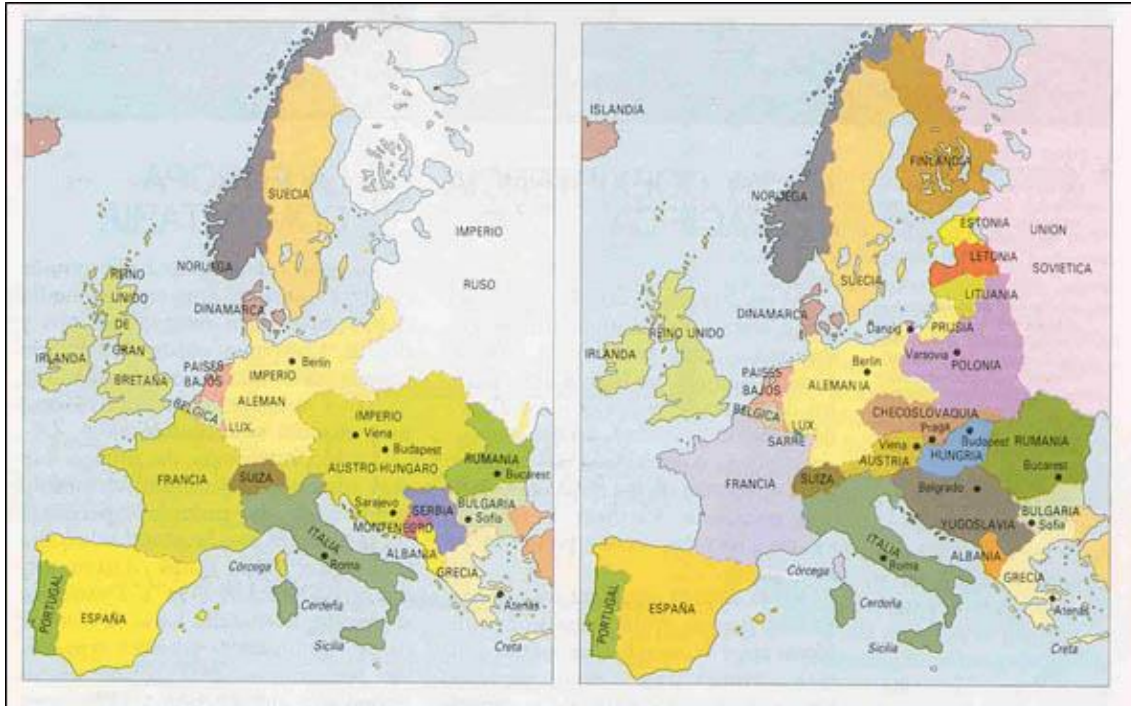 SUECIA
IMPERIO
RUSO
NORUEGA
DINAMARCA
REINO
UNIDO
DE
GRAN
BRETAÑA
IRLANDA
PAISES
BAJOS
BELGICA
LUX.
Berlin
IMPERIO
ALEMAN
IMPERIO
Viena
Budapest
AUSTRO-HUNGARO
RUMANIA
Bucarest
FRANCIA
SUIZA
Sarajevo
SERBIA
MONTENEGRO
BULGARIA
Sofia
ITALIA
Roma
ALBANIA
GRECIA
Atenas
Córcega
Cerdeña
Sicilia
Creta
PORTUGAL
ESPAÑA
ISLANDIA
FINLANDIA
NORUEGA
SUECIA
ESTONIA
LETONIA
LITUANIA
UNION
SOVIETICA
DINAMARCA
Danzig
PRUSIA
Varsovia
POLONIA
REINO UNIDO
IRLANDA
PAISES
BAJOS
BELGICA
LUX.
SARRE
Berlin
ALEMANIA
CHECOSLOVAQUIA
Praga
Viena
AUSTRIA
Budapest
HUNGRIA
RUMANIA
Bucarest
FRANCIA
SUIZA
Belgrado
YUGOSLAVIA
BULGARIA
Sofia
ITALIA
Roma
ALBANIA
GRECIA
Atenas
Córcega
Cerdeña
Sicilia
Creta
PORTUGAL
ESPAÑA